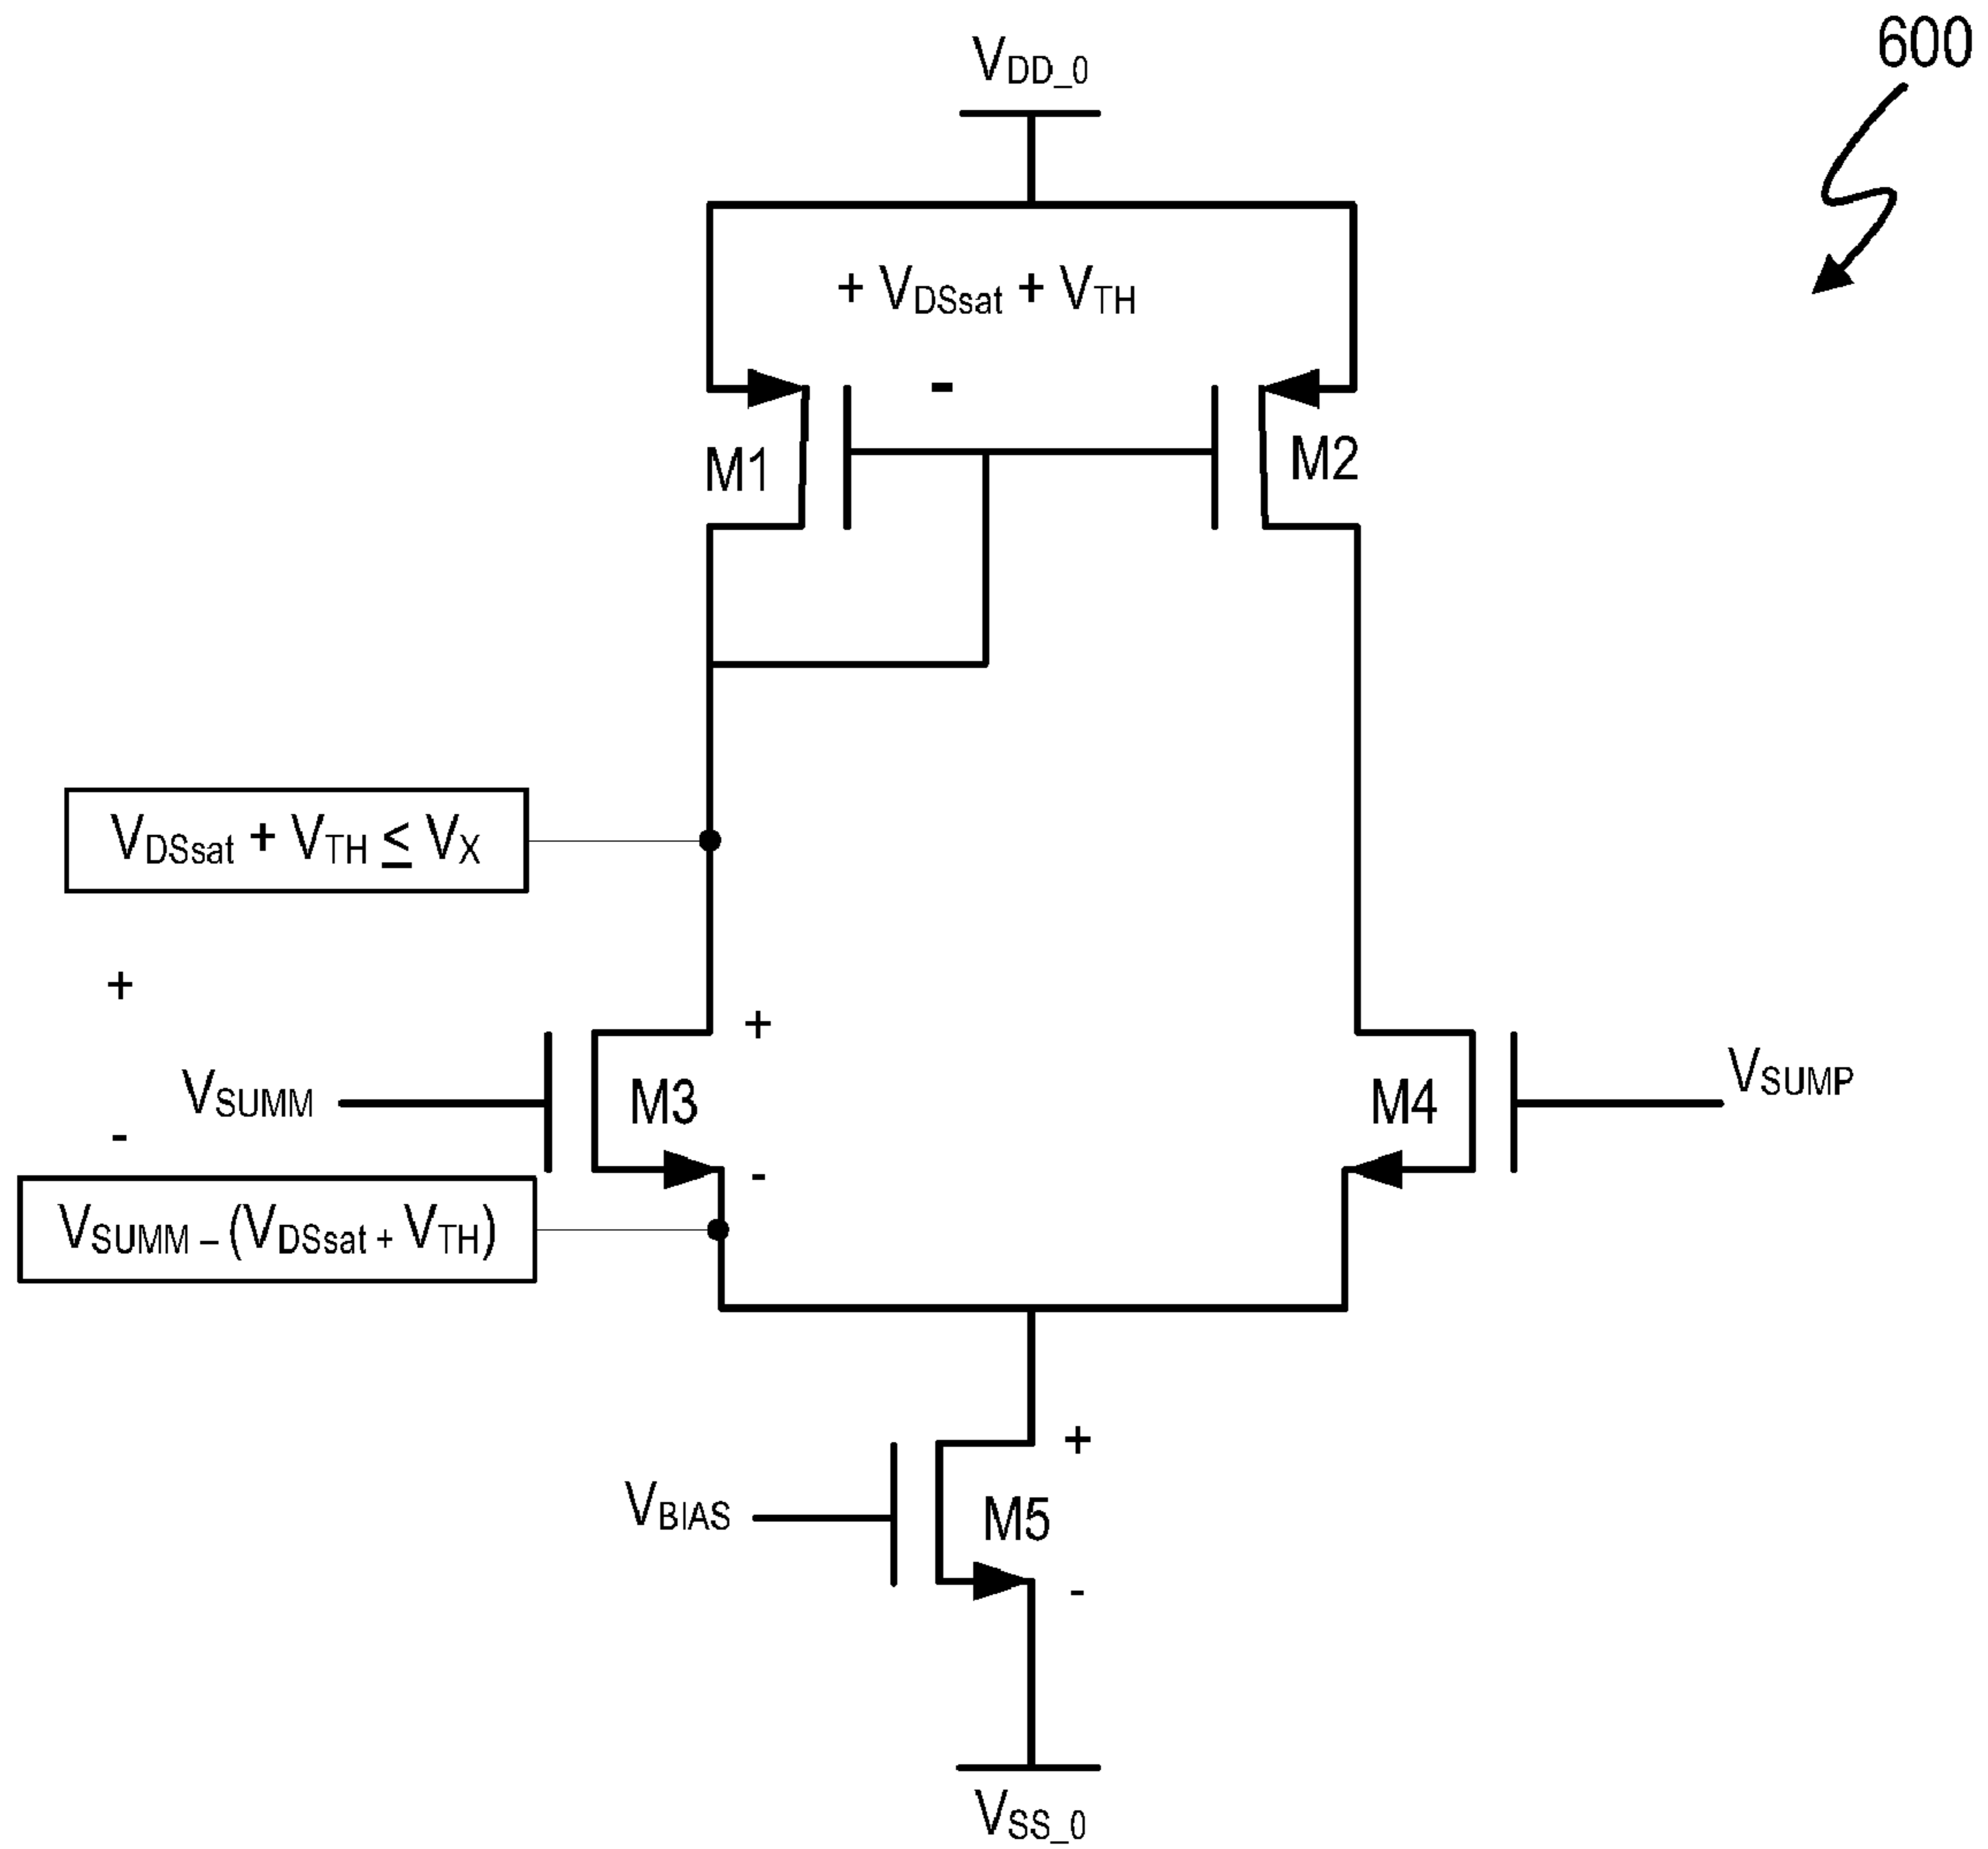 600
VDD_0
+ VDSsat + VTH
-
M1
M2
VDSsat + VTH ≤ VX
+
+
VSUMM
M3
M4
VSUMP
-
-
VSUMM – (VDSsat + VTH)
+
VBIAS
M5
-
VSS_0